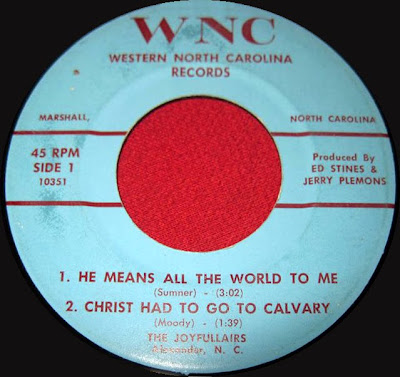 WNC
WESTERN NORTH CAROLINA
RECORDS
MARSHALL, NORTH CAROLINA
45 RPM
SIDE 1
10351
Produced By
ED STINES &
JERRY PLEMONS
1. HE MEANS ALL THE WORLD TO ME
(Sumner) - (3:02)
2. CHRIST HAD TO GO TO CALVARY
(Moody) - (1:39)
THE JOYFULLAIRS
Alexander, N. C.